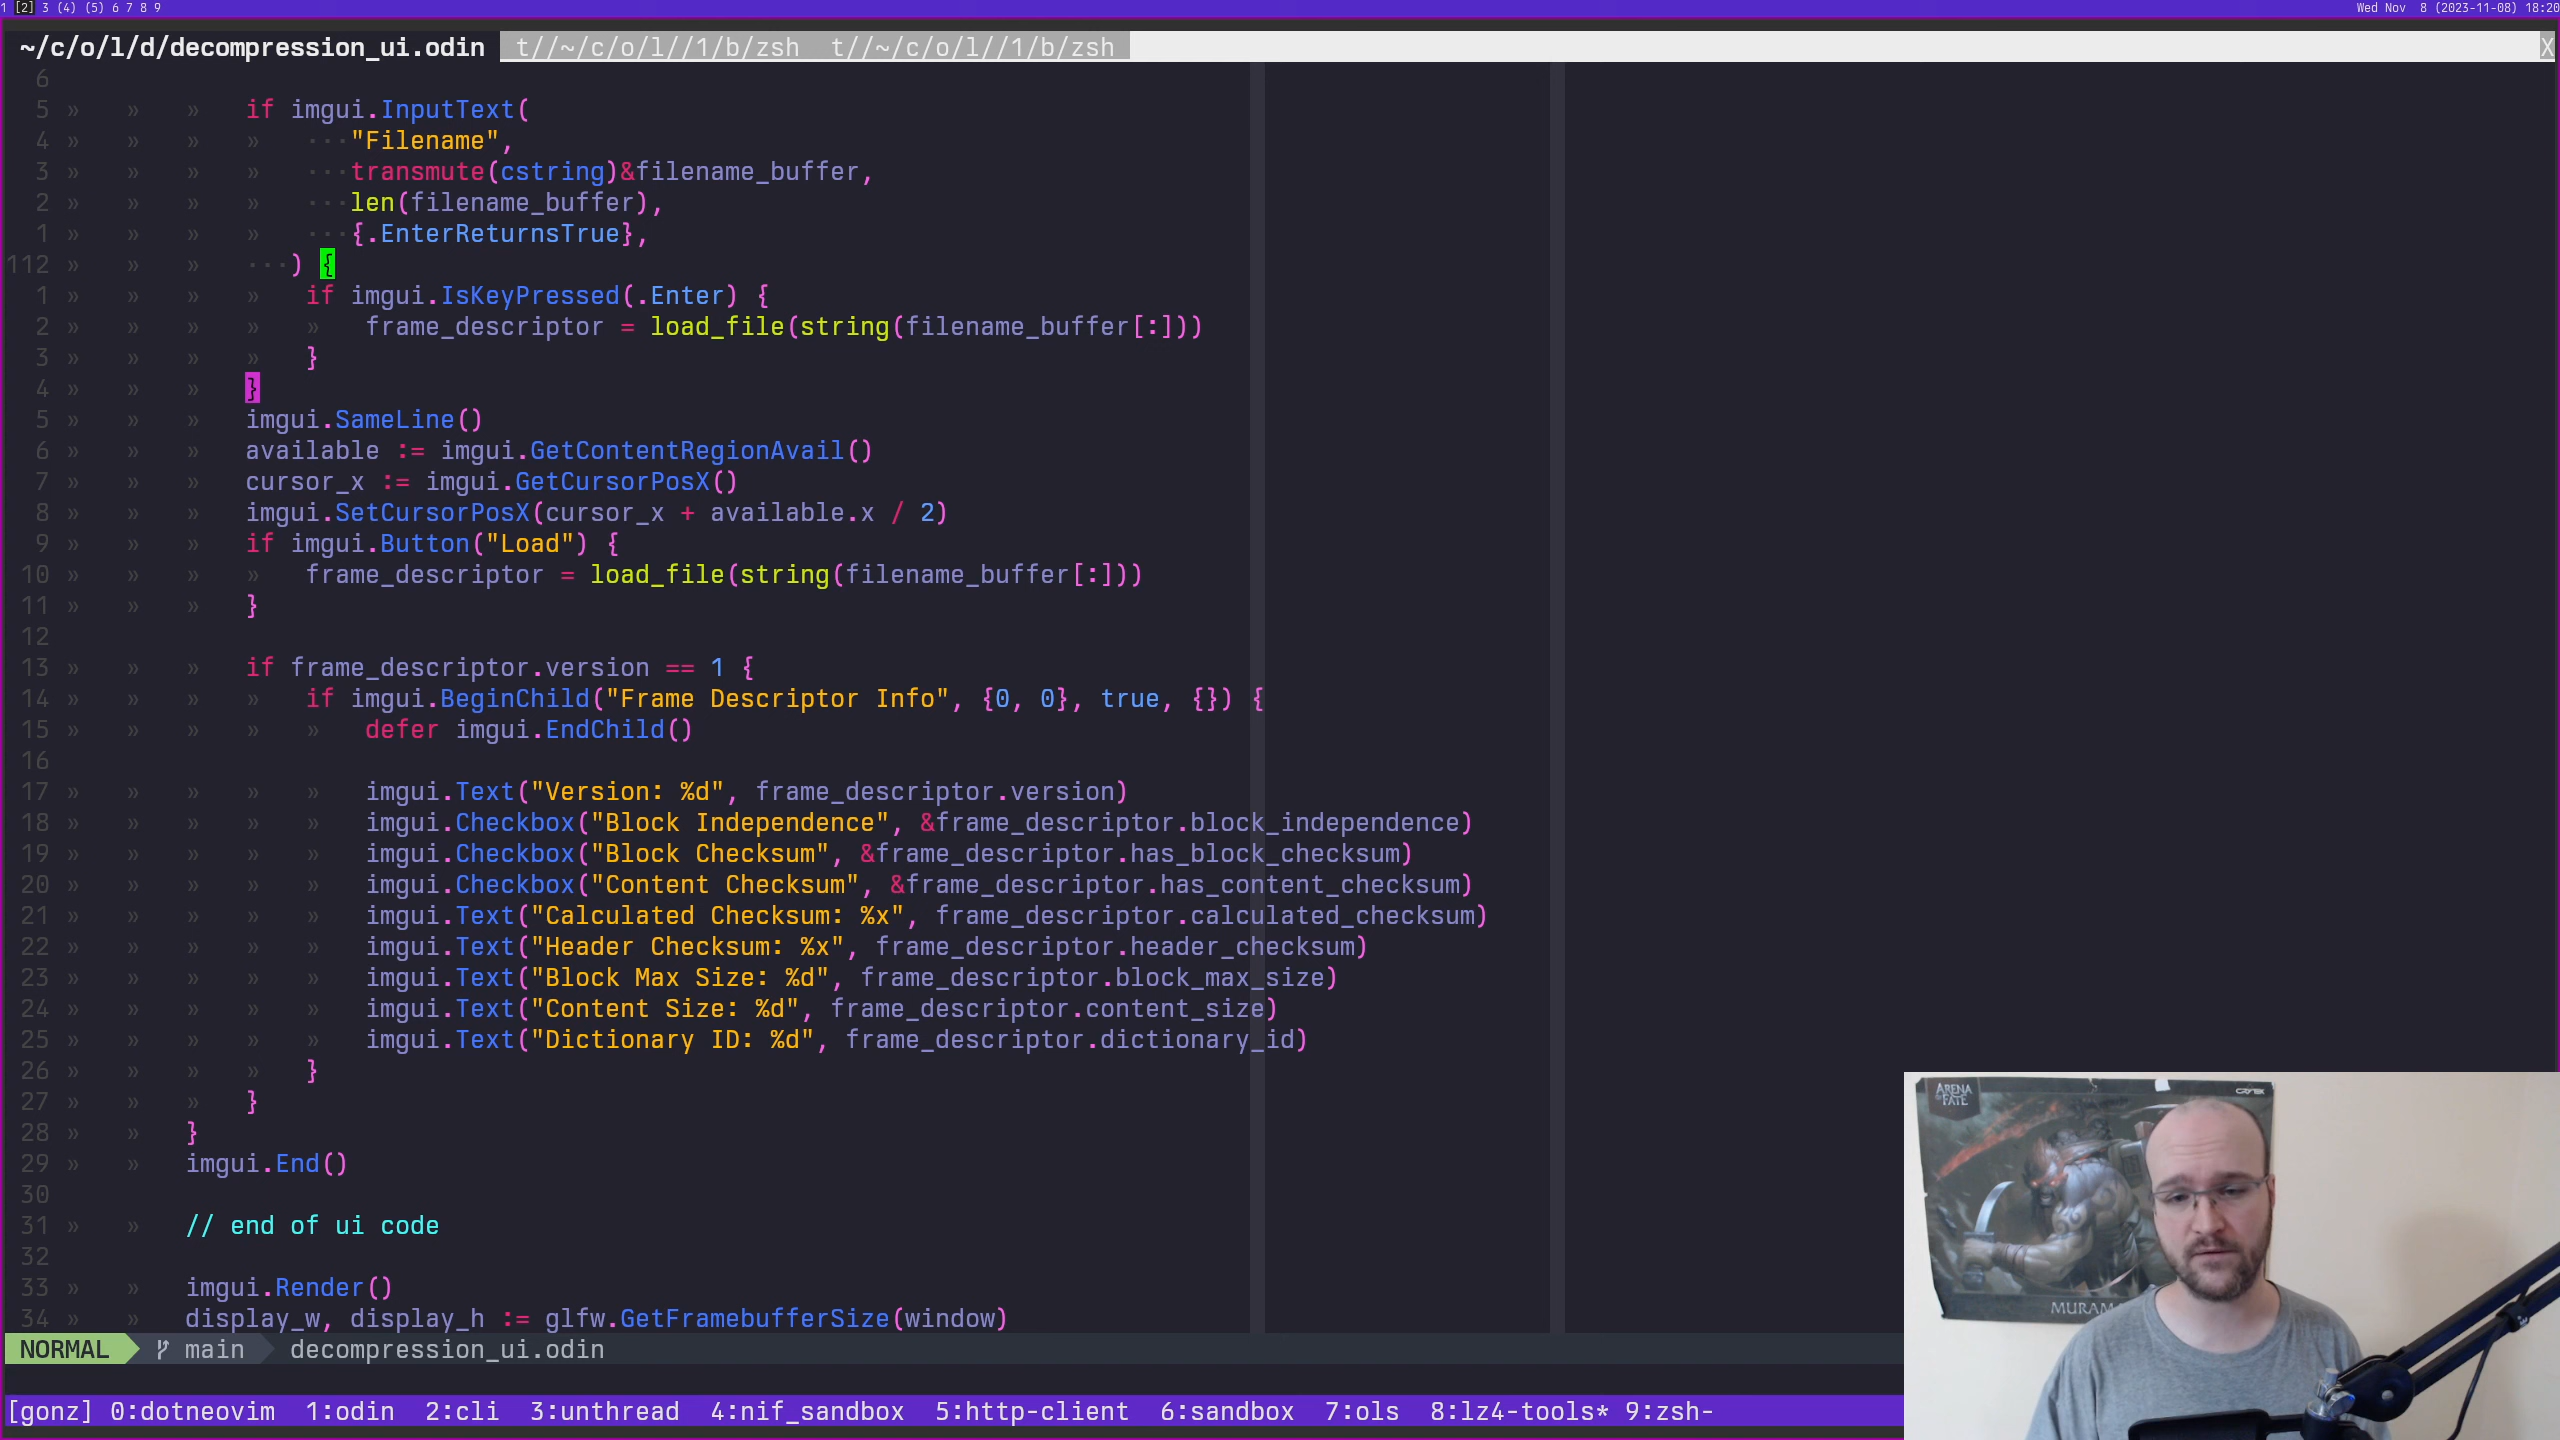 1 [2] 3 (4) (5) 6 7 8 9 Wed Nov  8 (2023-11-08) 18:20
~/c/o/l/d/decompression_ui.odin t//~/c/o/l//1/b/zsh t//~/c/o/l//1/b/zsh X
6
5 » » » if imgui.InputText(
4 » » » » ···"Filename",
3 » » » » ···transmute(cstring)&filename_buffer,
2 » » » » ···len(filename_buffer),
1 » » » » ···{.EnterReturnsTrue},
112 » » » ···) {
1 » » » » if imgui.IsKeyPressed(.Enter) {
2 » » » » » frame_descriptor = load_file(string(filename_buffer[:]))
3 » » » » }
4 » » » }
5 » » » imgui.SameLine()
6 » » » available := imgui.GetContentRegionAvail()
7 » » » cursor_x := imgui.GetCursorPosX()
8 » » » imgui.SetCursorPosX(cursor_x + available.x / 2)
9 » » » if imgui.Button("Load") {
10 » » » » frame_descriptor = load_file(string(filename_buffer[:]))
11 » » » }
12
13 » » » if frame_descriptor.version == 1 {
14 » » » » if imgui.BeginChild("Frame Descriptor Info", {0, 0}, true, {}) {
15 » » » » » defer imgui.EndChild()
16
17 » » » » » imgui.Text("Version: %d", frame_descriptor.version)
18 » » » » » imgui.Checkbox("Block Independence", &frame_descriptor.block_independence)
19 » » » » » imgui.Checkbox("Block Checksum", &frame_descriptor.has_block_checksum)
20 » » » » » imgui.Checkbox("Content Checksum", &frame_descriptor.has_content_checksum)
21 » » » » » imgui.Text("Calculated Checksum: %x", frame_descriptor.calculated_checksum)
22 » » » » » imgui.Text("Header Checksum: %x", frame_descriptor.header_checksum)
23 » » » » » imgui.Text("Block Max Size: %d", frame_descriptor.block_max_size)
24 » » » » » imgui.Text("Content Size: %d", frame_descriptor.content_size)
25 » » » » » imgui.Text("Dictionary ID: %d", frame_descriptor.dictionary_id)
26 » » » » }
27 » » » }
28 » » }
29 » » imgui.End()
30
31 » » // end of ui code
32
33 » » imgui.Render()
34 » » display_w, display_h := glfw.GetFramebufferSize(window)
NORMAL main decompression_ui.odin
[gonz] 0:dotneovim 1:odin 2:cli 3:unthread 4:nif_sandbox 5:http-client 6:sandbox 7:ols 8:lz4-tools* 9:zsh-
ARENA
OF FATE
CRYTEK
MURAMA